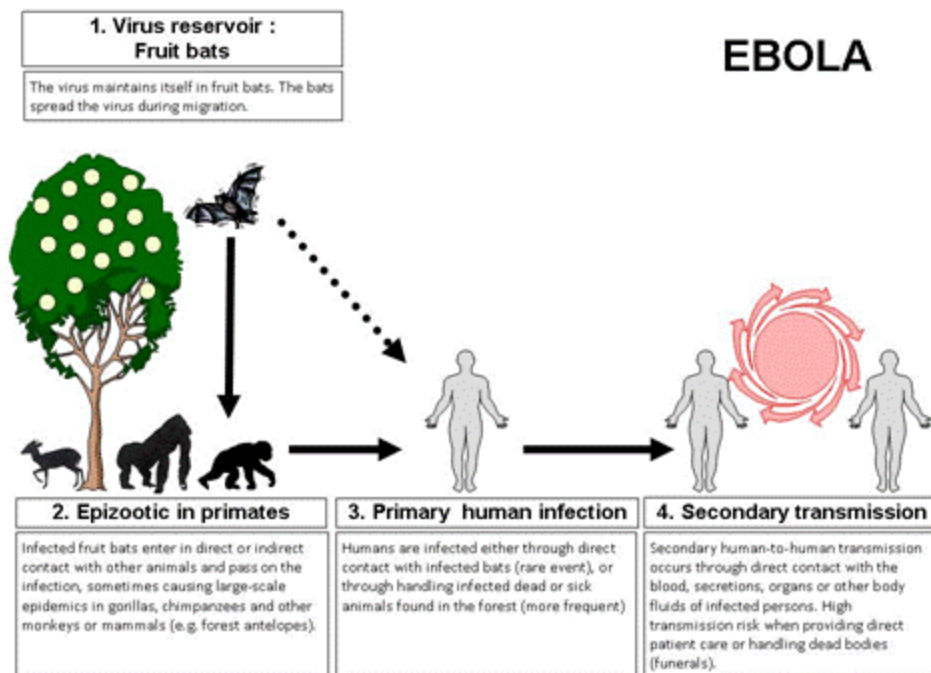 1. Virus reservoir :
Fruit bats
EBOLA
The virus maintains itself in fruit bats. The bats
spread the virus during migration.
2. Epizootic in primates
Infected fruit bats enter in direct or indirect
contact with other animals and pass on the
infection, sometimes causing large-scale
epidemics in gorillas, chimpanzees and other
monkeys or mammals (e.g. forest antelopes).
3. Primary human infection
Humans are infected either through direct
contact with infected bats (rare event), or
through handling infected dead or sick
animals found in the forest (more frequent)
4. Secondary transmission
Secondary human-to-human transmission
occurs through direct contact with the
blood, secretions, organs or other body
fluids of infected persons. High
transmission risk when providing direct
patient care or handling dead bodies
(funerals).